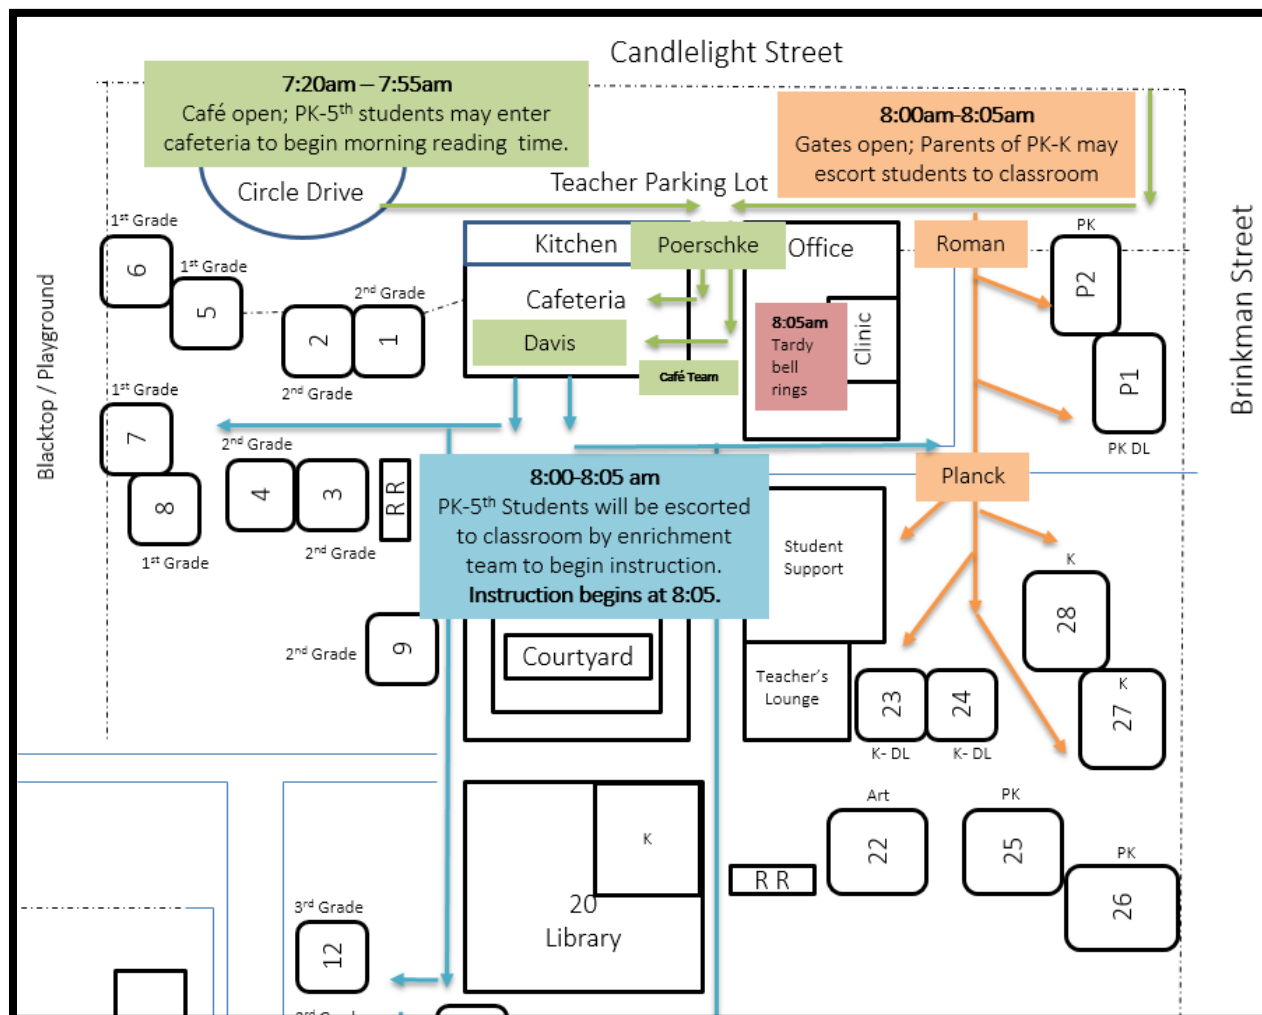 Candlelight Street
7:20am – 7:55am
Café open; PK-5th students may enter
cafeteria to begin morning reading time.
8:00am-8:05am
Gates open; Parents of PK-K may
escort students to classroom
Circle Drive
Teacher Parking Lot
Brinkman Street
Blacktop / Playground
1st Grade
6
1st Grade
5
2nd Grade
2
1
2nd Grade
Kitchen
Poerschke
Office
Roman
PK
P2
Cafeteria
Davis
Café Team
8:05am
Tardy
bell
rings
Clinic
P1
PK DL
1st Grade
7
8
1st Grade
2nd Grade
4
3
2nd Grade
R R
8:00-8:05 am
PK-5th Students will be escorted
to classroom by enrichment
team to begin instruction.
Instruction begins at 8:05.
Planck
Student
Support
K
28
2nd Grade
9
Courtyard
Teacher's
Lounge
23
24
K- DL
K- DL
K
27
K
20
Library
Art
22
PK
25
PK
26
R R
3rd Grade
12